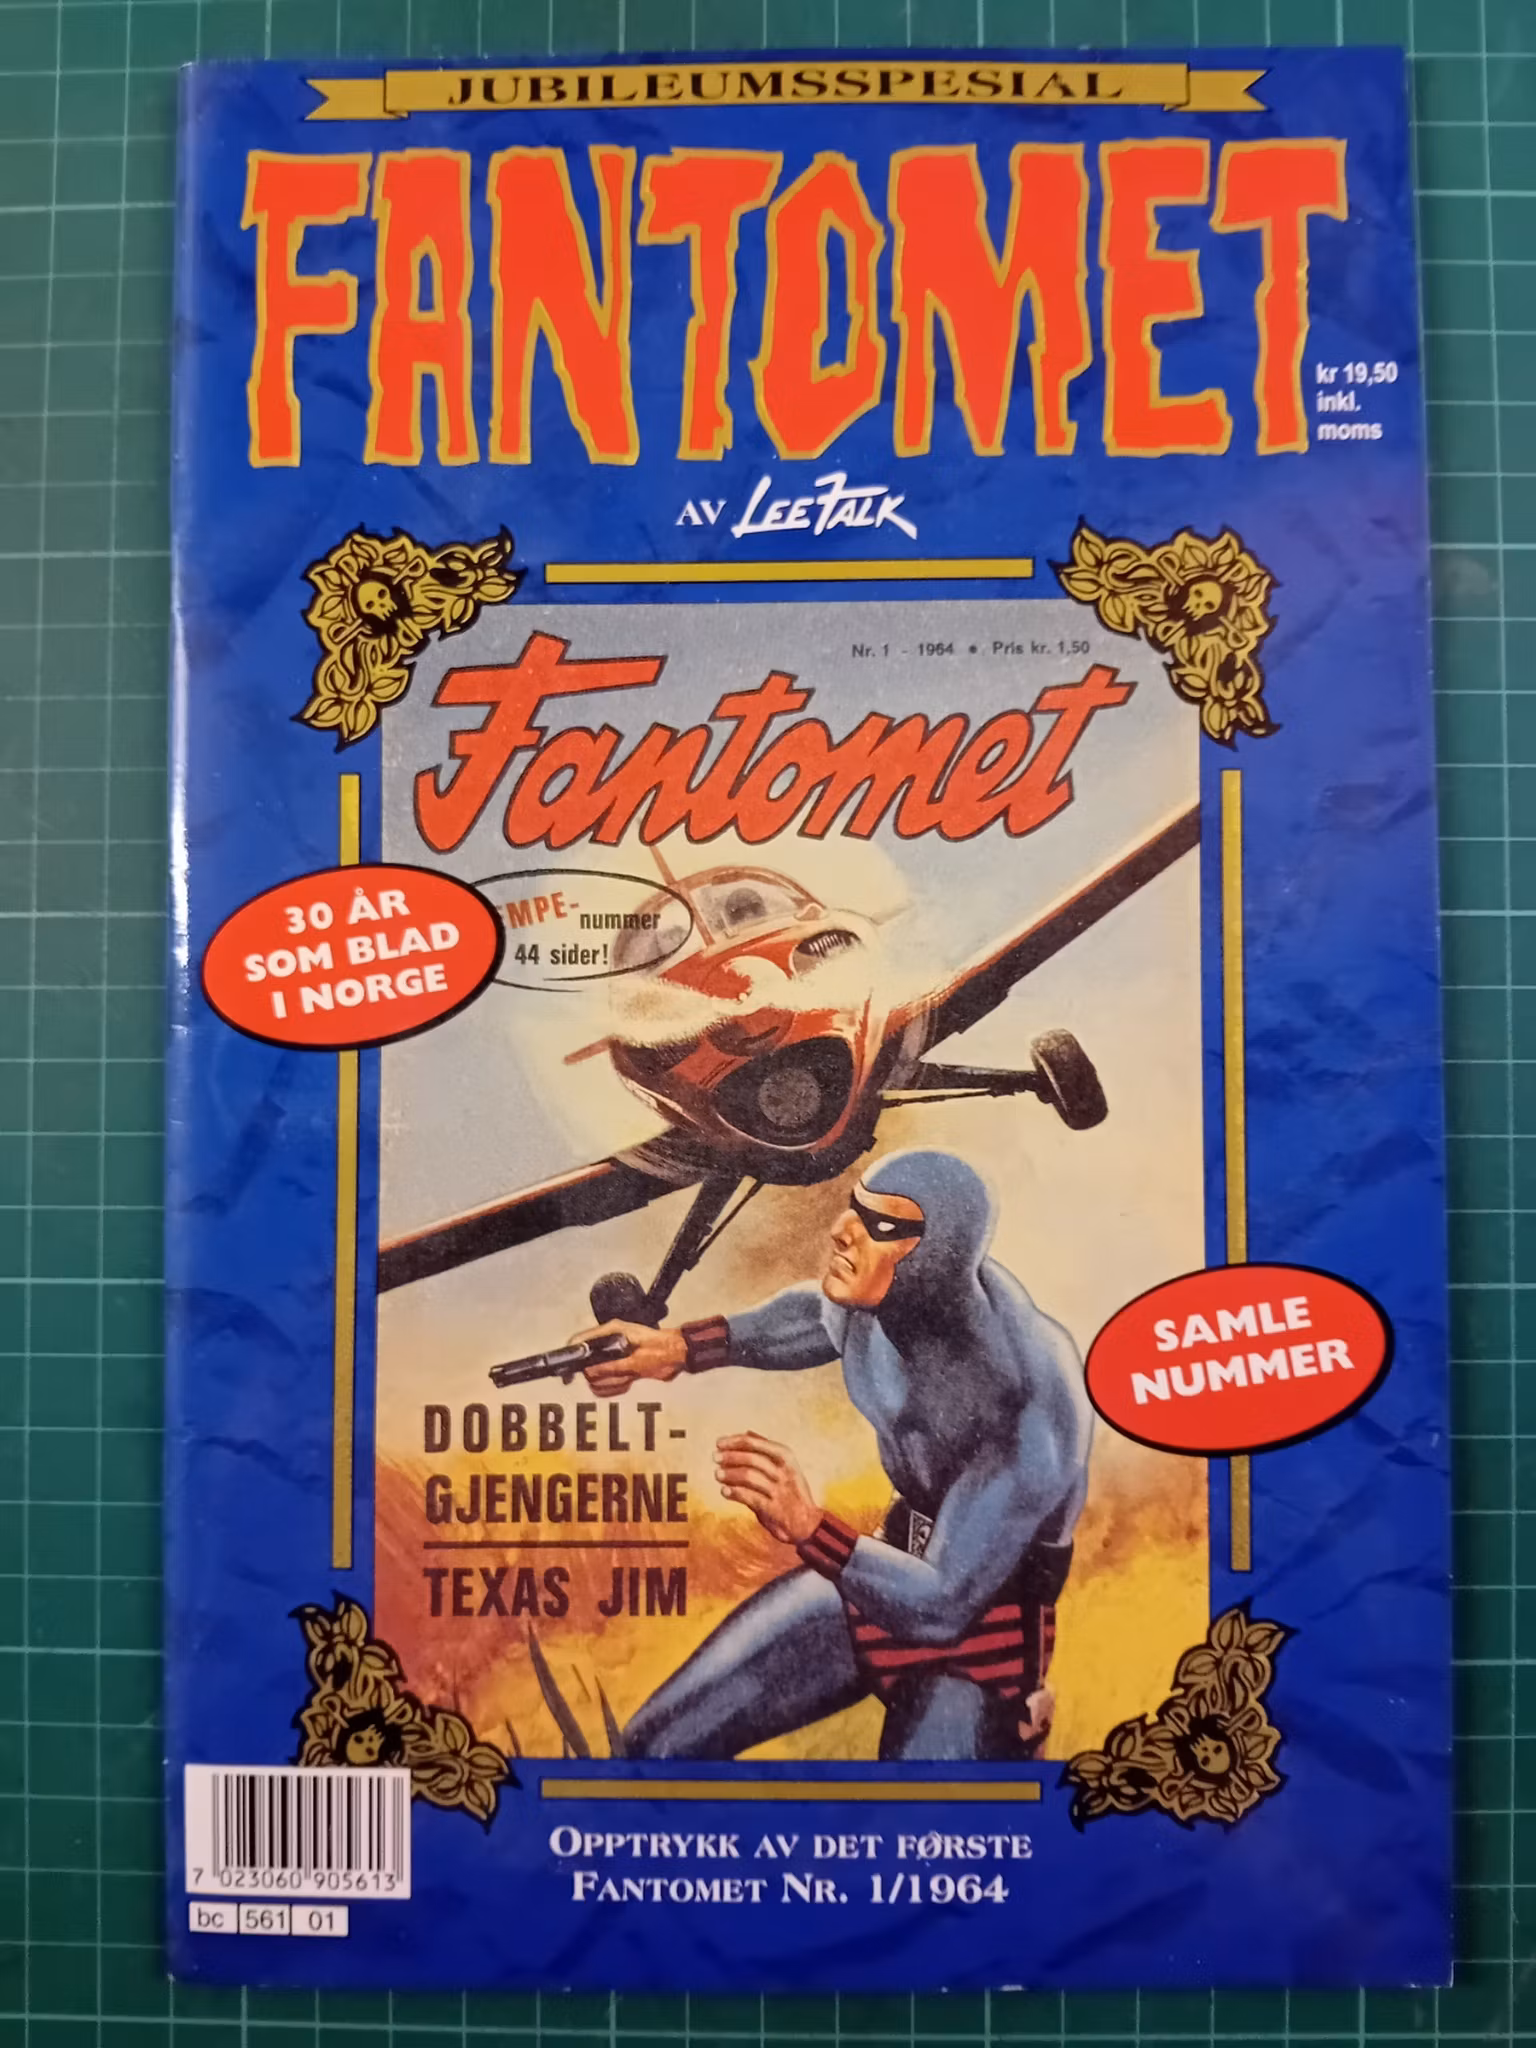 JUBILEUMSSPESIAL
FANTOMET
kr 19,50
inkl.
moms
AV LEE FALK
Nr. 1 - 1964 • Pris kr. 1,50
Fantomet
30 ÅR
SOM BLAD
I NORGE
MPE-nummer
44 sider!
SAMLE
NUMMER
DOBBELT-
GJENGERNE
TEXAS JIM
OPPTRYKK AV DET FØRSTE
FANTOMET NR. 1/1964
7 023060 905613
bc 561 01